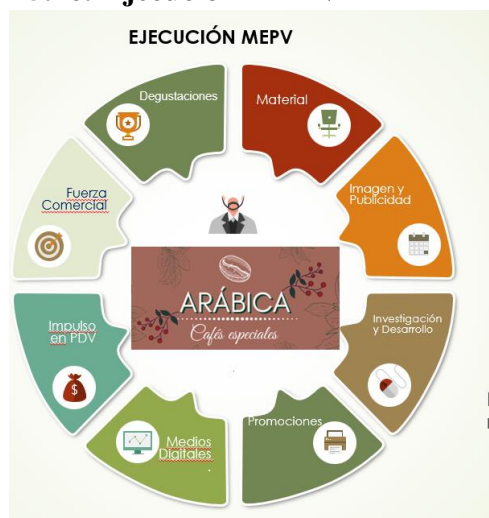 EJECUCIÓN MEPV
Degustaciones
Material
Imagen y
Publicidad
Investigación
y Desarrollo
Promociones
Medios
Digitales
.
Impulso
en PDV
$
Fuerza
Comercial
ARÁBICA
Cafés especiales